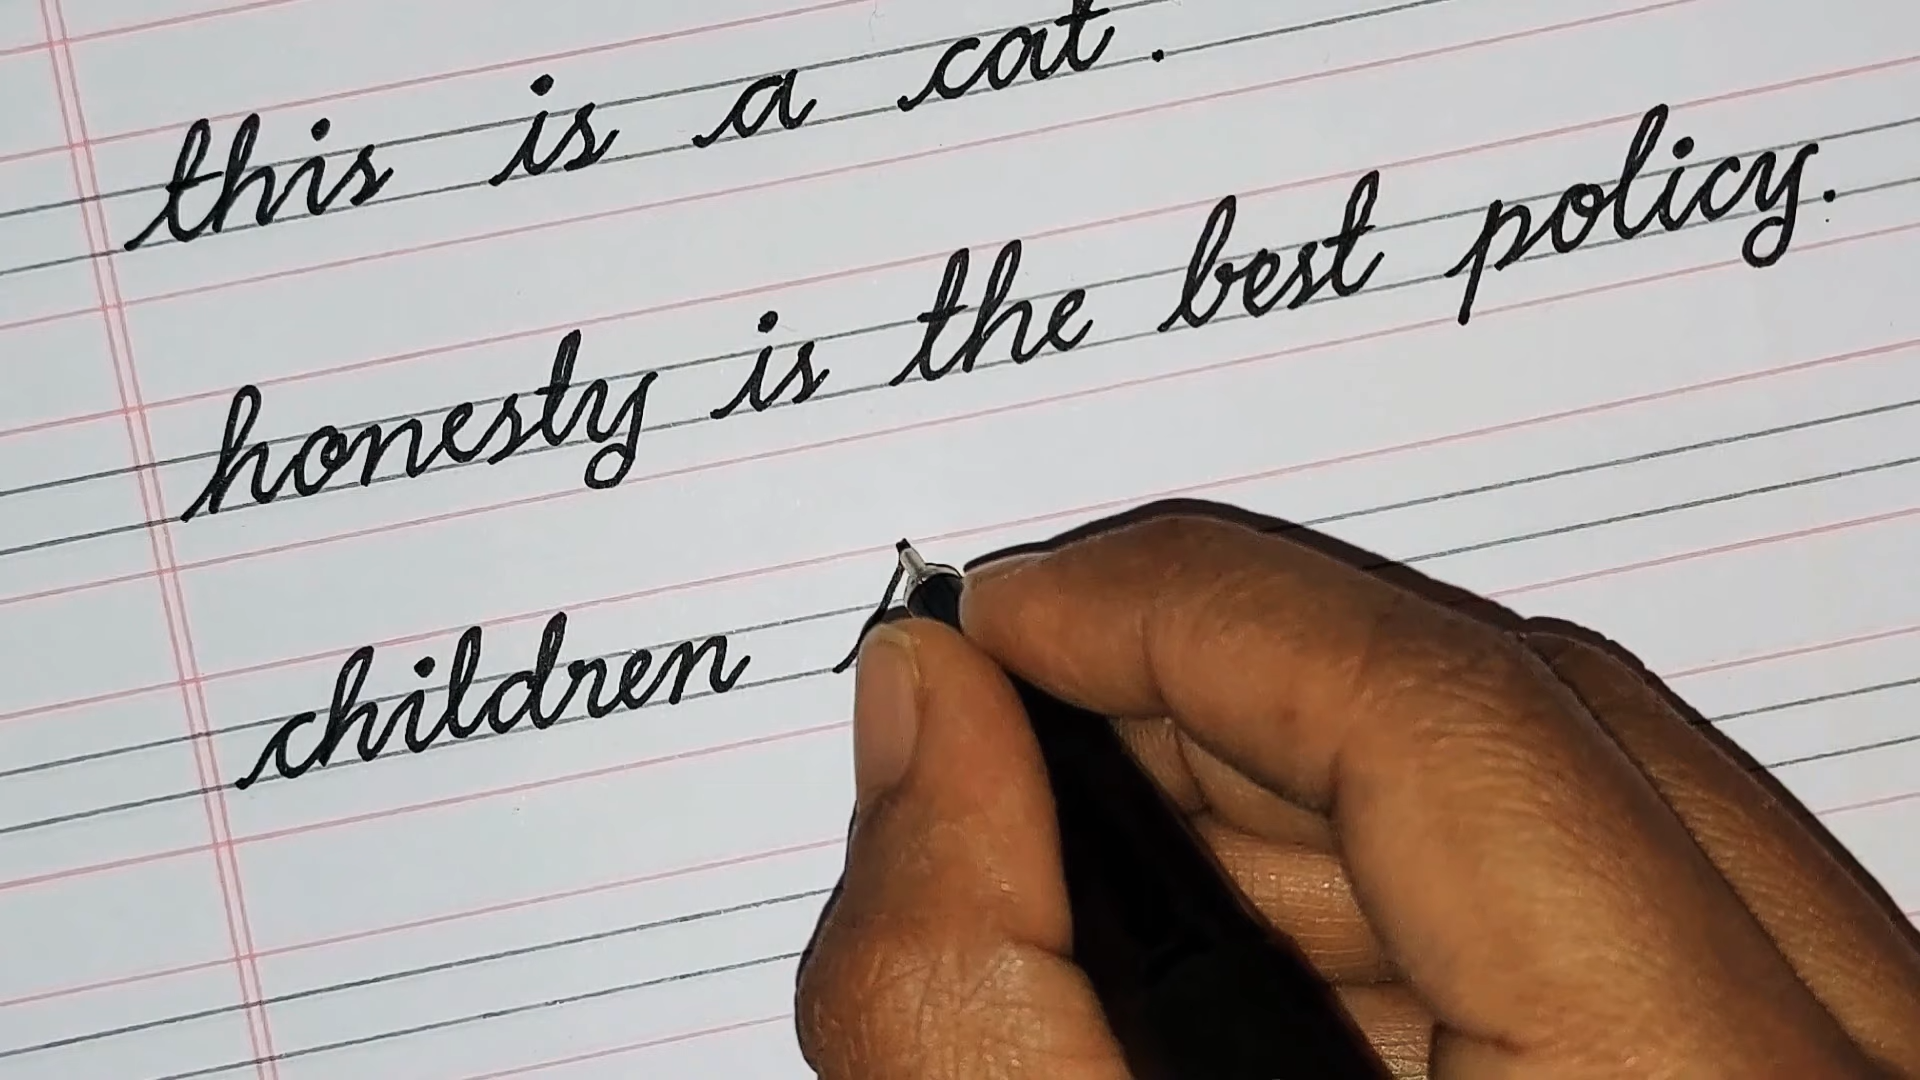 this is a cat.
honesty is the best policy.
children